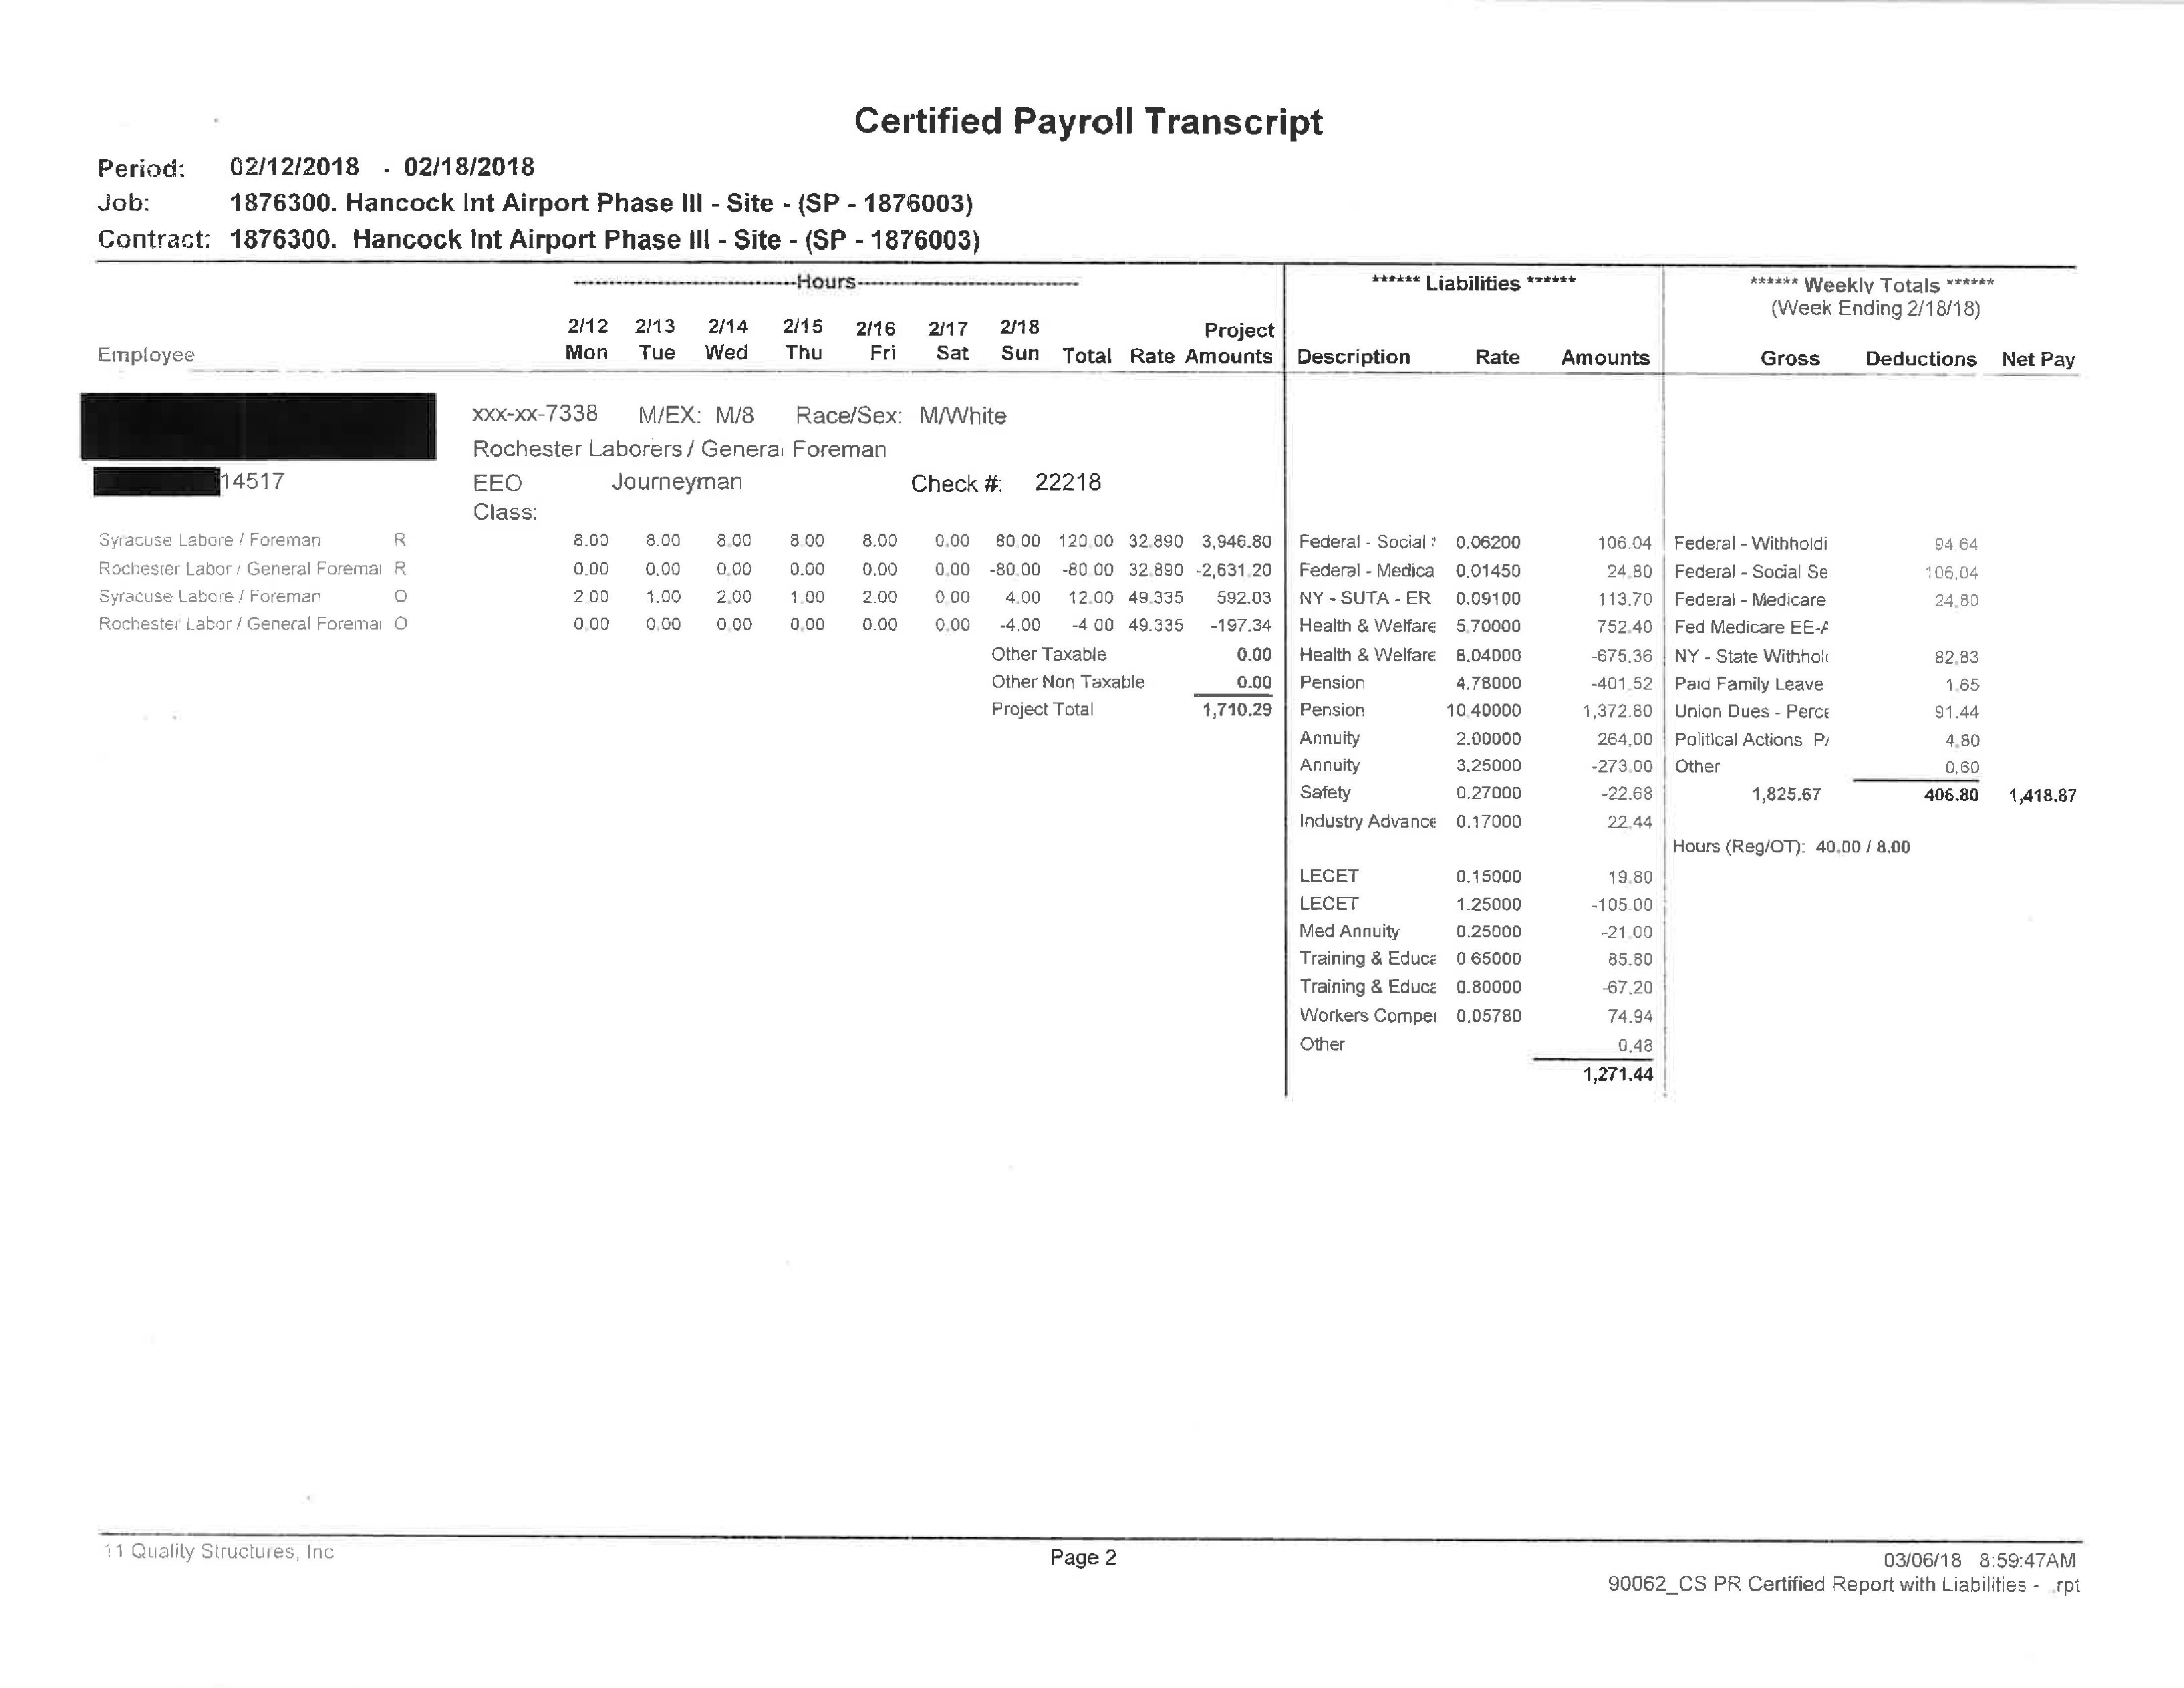 Certified Payroll Transcript
Period: 02/12/2018 - 02/18/2018
Job: 1876300. Hancock Int Airport Phase III - Site - (SP - 1876003)
Contract: 1876300. Hancock Int Airport Phase III - Site - (SP - 1876003)
Hours ****** Liabilities ****** ****** Weekly Totals ******
(Week Ending 2/18/18)
2/12 2/13 2/14 2/15 2/16 2/17 2/18 Project
Employee Mon Tue Wed Thu Fri Sat Sun Total Rate Amounts Description Rate Amounts Gross Deductions Net Pay
xxx-xx-7338 M/EX: M/8 Race/Sex: M/White
Rochester Laborers / General Foreman
14517 EEO Journeyman Check #: 22218
Class:
Syracuse Labore / Foreman R 8.00 8.00 8.00 8.00 8.00 0.00 80.00 120.00 32.890 3,946.80 Federal - Social 0.06200 106.04 Federal - Withholdi 94.64
Rochester Labor / General Foremai R 0.00 0.00 0.00 0.00 0.00 0.00 -80.00 -80.00 32.890 -2,631.20 Federal - Medica 0.01450 24.80 Federal - Social Se 106.04
Syracuse Labore / Foreman O 2.00 1.00 2.00 1.00 2.00 0.00 4.00 12.00 49.335 592.03 NY - SUTA - ER 0.09100 113.70 Federal - Medicare 24.80
Rochester Labor / General Foremai O 0.00 0.00 0.00 0.00 0.00 0.00 -4.00 -4.00 49.335 -197.34 Health & Welfare 5.70000 752.40 Fed Medicare EE-A
Other Taxable 0.00 Health & Welfare 8.04000 -675.36 NY - State Withhol 82.83
Other Non Taxable 0.00 Pension 4.78000 -401.52 Paid Family Leave 1.65
Project Total 1,710.29 Pension 10.40000 1,372.80 Union Dues - Perce 91.44
Annuity 2.00000 264.00 Political Actions, P 4.80
Annuity 3.25000 -273.00 Other 0.60
Safety 0.27000 -22.68 1,825.67 406.80 1,418.87
Industry Advance 0.17000 22.44
Hours (Reg/OT): 40.00 / 8.00
LECET 0.15000 19.80
LECET 1.25000 -105.00
Med Annuity 0.25000 -21.00
Training & Educa 0.65000 85.80
Training & Educa 0.80000 -67.20
Workers Compei 0.05780 74.94
Other 0.48
1,271.44
11 Quality Structures, Inc Page 2 03/06/18 8:59:47AM
90062_CS PR Certified Report with Liabilities - .rpt